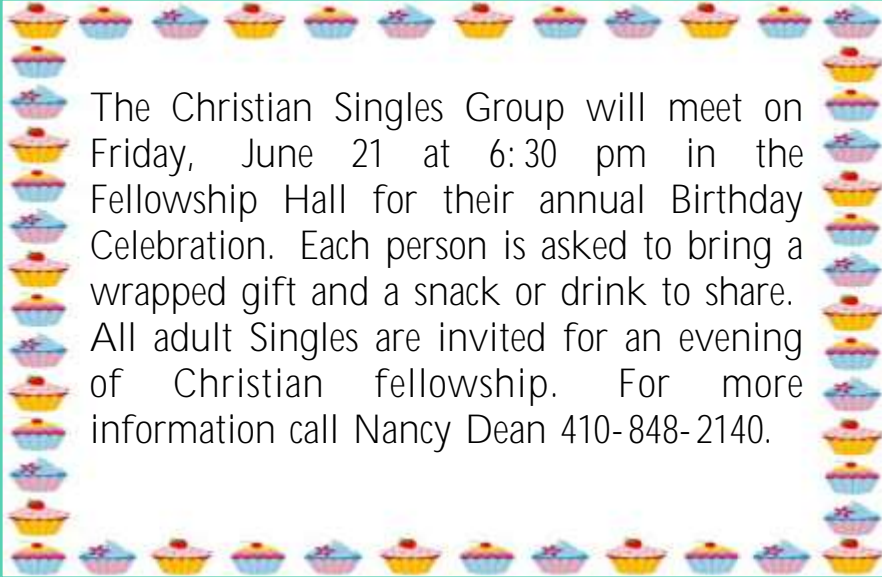 The Christian Singles Group will meet on
Friday, June 21 at 6:30 pm in the
Fellowship Hall for their annual Birthday
Celebration. Each person is asked to bring a
wrapped gift and a snack or drink to share.
All adult Singles are invited for an evening
of Christian fellowship. For more
information call Nancy Dean 410-848-2140.